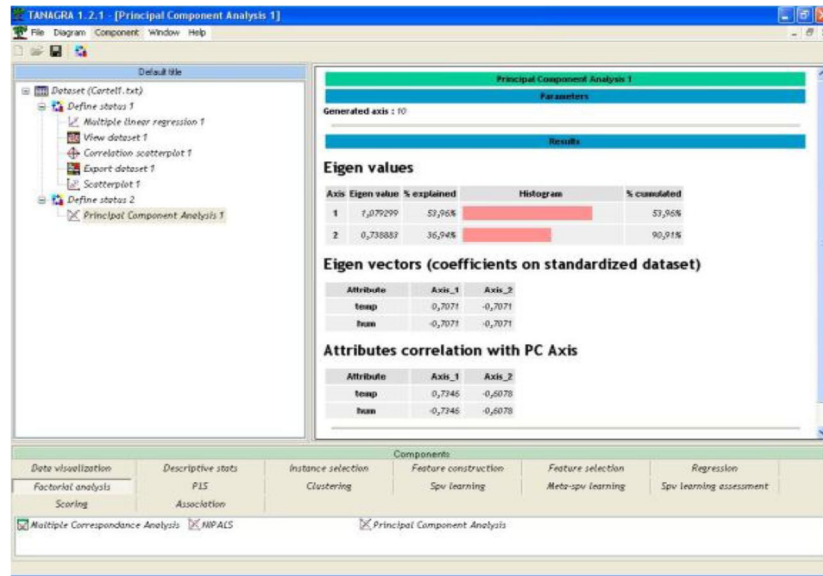 TANAGRA 1.2.1 - [Principal Component Analysis 1]
File Diagram Component Window Help
Default title
Dataset (Cartel1.txt)
Define status 1
Multiple linear regression 1
View dataset 1
Correlation scatterplot 1
Export dataset 1
Scatterplot 1
Define status 2
Principal Component Analysis 1
Principal Component Analysis 1
Parameters
Generated axis : 10
Results
Eigen values
Axis Eigen value % explained Histogram % cumulated
1 1,079299 53,96% 53,96%
2 0,738883 36,94% 90,91%
Eigen vectors (coefficients on standardized dataset)
Attribute Axis_1 Axis_2
temp 0,7071 -0,7071
hum -0,7071 -0,7071
Attributes correlation with PC Axis
Attribute Axis_1 Axis_2
temp 0,7346 -0,6078
hum -0,7346 -0,6078
Components
Data visualization Descriptive stats Instance selection Feature construction Feature selection Regression
Factorial analysis PLS Clustering Spv learning Meta-spv learning Spv learning assessment
Scoring Association
Multiple Correspondance Analysis NIPALS Principal Component Analysis